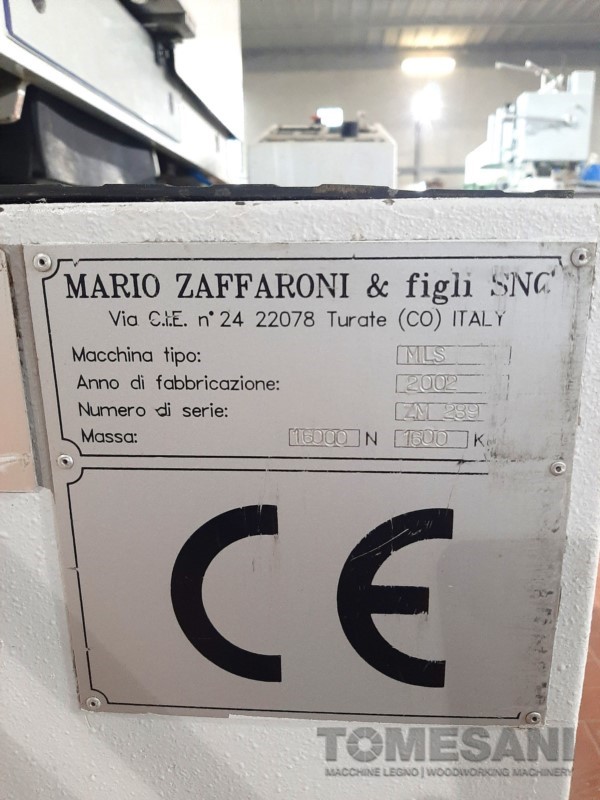 MARIO ZAFFARONI & figli SNC
Via C.I.E. n° 24 22078 Turate (CO) ITALY
Macchina tipo: MLS
Anno di fabbricazione: 2002
Numero di serie: ZM 289
Massa: 16000 N 1600 K
CE
TOMESANI
MACCHINE LEGNO | WOODWORKING MACHINERY